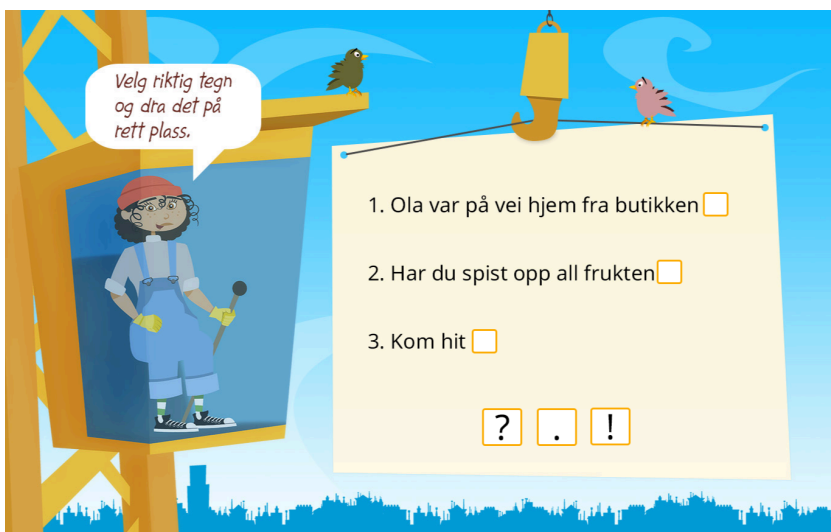 Velg riktig tegn
og dra det på
rett plass.
1. Ola var på vei hjem fra butikken
2. Har du spist opp all frukten
3. Kom hit
? . !